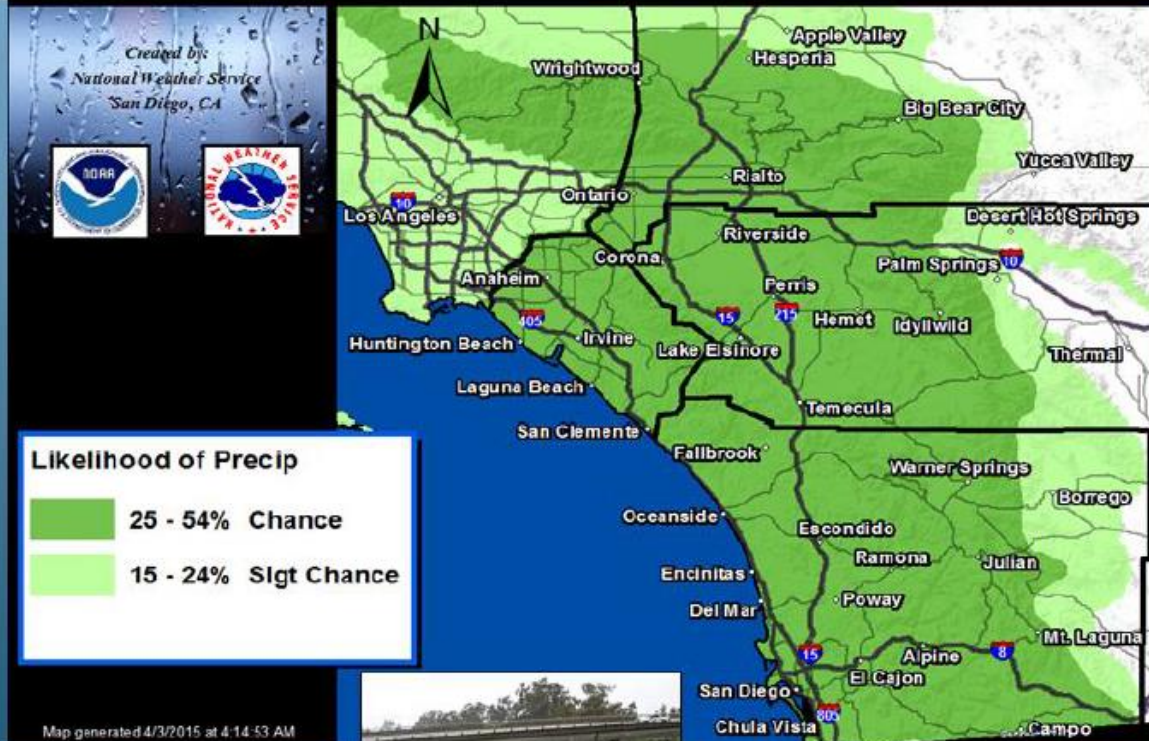 Created by:
National Weather Service
San Diego, CA
NOAA
NATIONAL WEATHER SERVICE
N
Apple Valley
Hesperia
Wrightwood
Big Bear City
Yucca Valley
Rialto
Ontario
10
Los Angeles
Desert Hot Springs
Riverside
Corona
Palm Springs
10
Anaheim
Perris
405
15
215
Hemet
Idyllwild
Huntington Beach
Irvine
Lake Elsinore
Thermal
Laguna Beach
Temecula
San Clemente
Fallbrook
Warner Springs
Borrego
Oceanside
Escondido
Ramona
Julian
Encinitas
Del Mar
Poway
Mt. Laguna
15
Alpine
8
El Cajon
San Diego
Chula Vista
805
Campo
Likelihood of Precip
25 - 54% Chance
15 - 24% Slgt Chance
Map generated 4/3/2015 at 4:14:53 AM